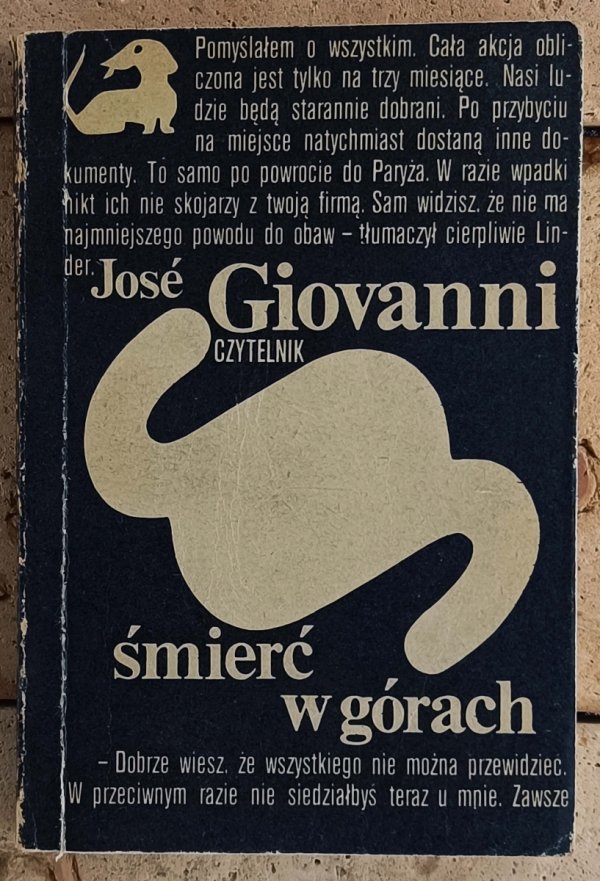 Pomyślałem o wszystkim. Cała akcja obli-
czona jest tylko na trzy miesiące. Nasi lu-
dzie będą starannie dobrani. Po przybyciu
na miejsce natychmiast dostaną inne do-
kumenty. To samo po powrocie do Paryża. W razie wpadki
nikt ich nie skojarzy z twoją firmą. Sam widzisz, że nie ma
najmniejszego powodu do obaw – tłumaczył cierpliwie Lin-
der.
José Giovanni
CZYTELNIK
śmierć
w górach
– Dobrze wiesz, że wszystkiego nie można przewidzieć.
W przeciwnym razie nie siedziałbyś teraz u mnie. Zawsze